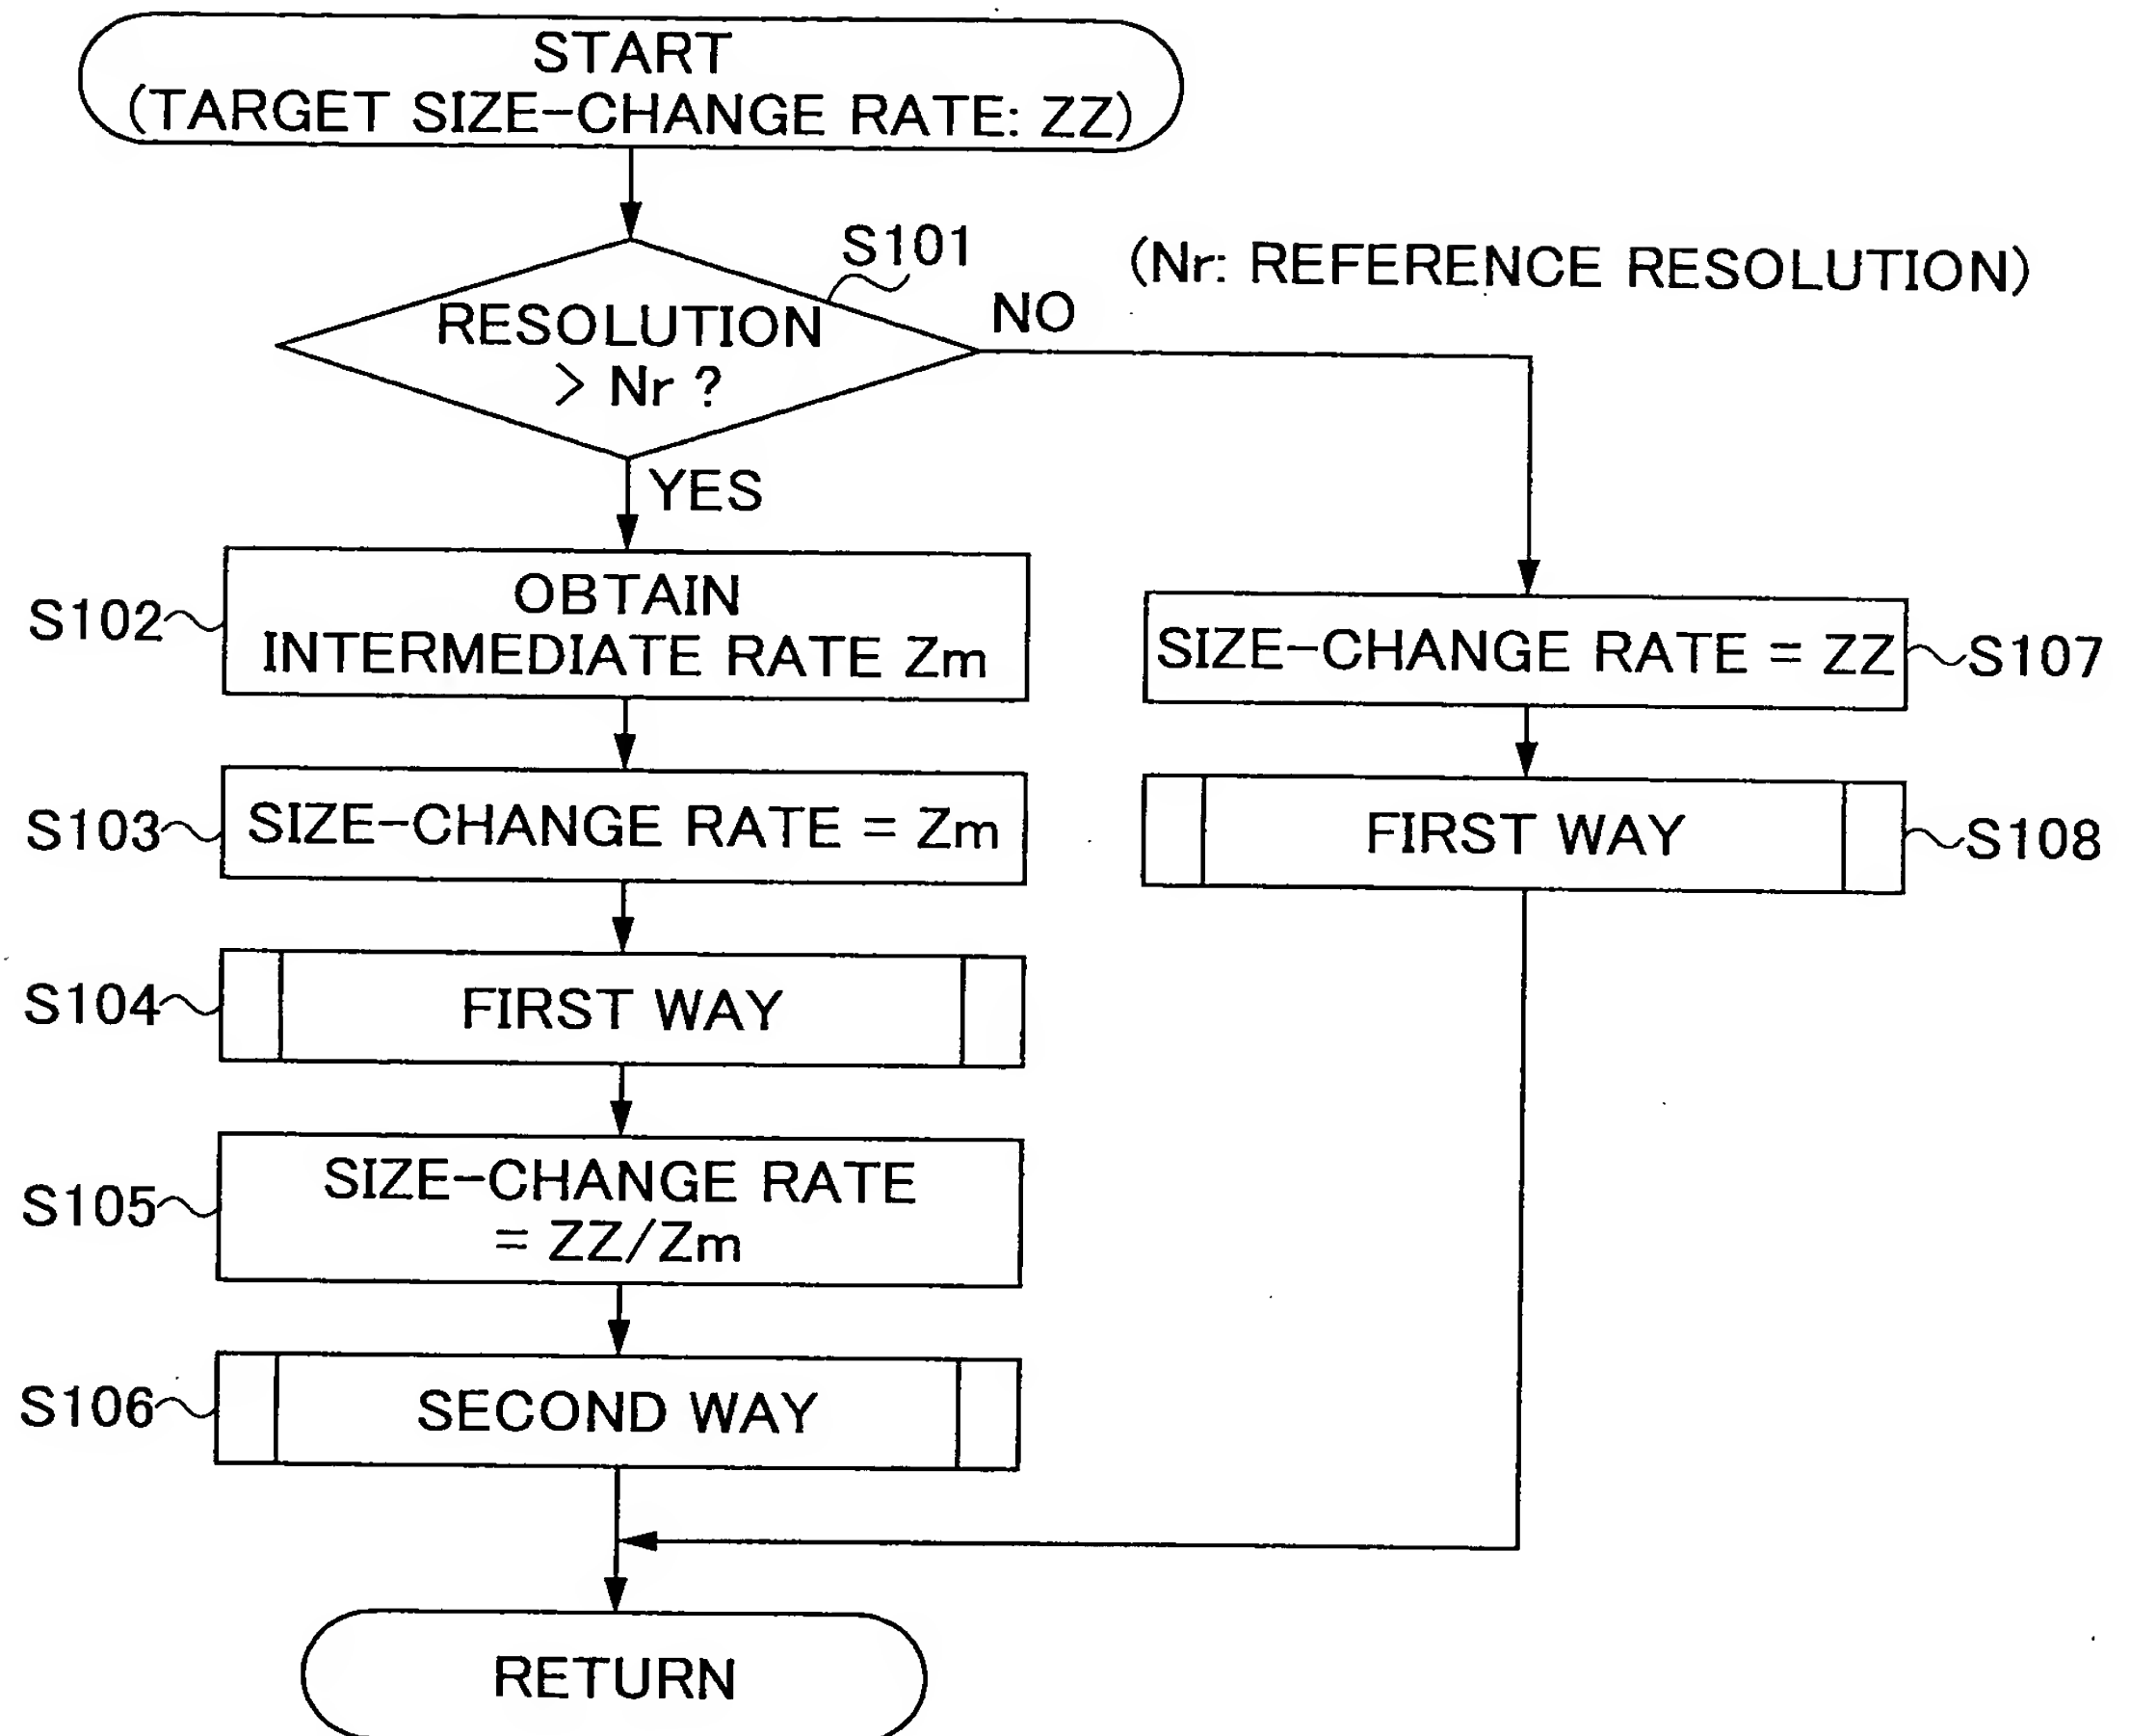 START
(TARGET SIZE-CHANGE RATE: ZZ)
S101
(Nr: REFERENCE RESOLUTION)
NO
RESOLUTION
> Nr ?
YES
S102
OBTAIN
INTERMEDIATE RATE Zm
SIZE-CHANGE RATE = ZZ
S107
S103
SIZE-CHANGE RATE = Zm
FIRST WAY
S108
S104
FIRST WAY
S105
SIZE-CHANGE RATE
= ZZ/Zm
S106
SECOND WAY
RETURN